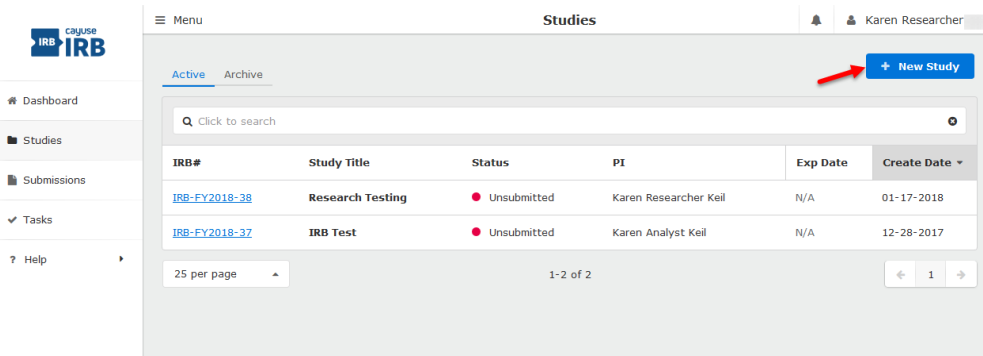 cayuse
IRB IRB
Menu
Studies
Karen Researcher
Active Archive
+ New Study
Dashboard
Studies
Submissions
Tasks
? Help
Click to search
IRB# Study Title Status PI Exp Date Create Date
IRB-FY2018-38 Research Testing Unsubmitted Karen Researcher Keil N/A 01-17-2018
IRB-FY2018-37 IRB Test Unsubmitted Karen Analyst Keil N/A 12-28-2017
25 per page 1-2 of 2 1